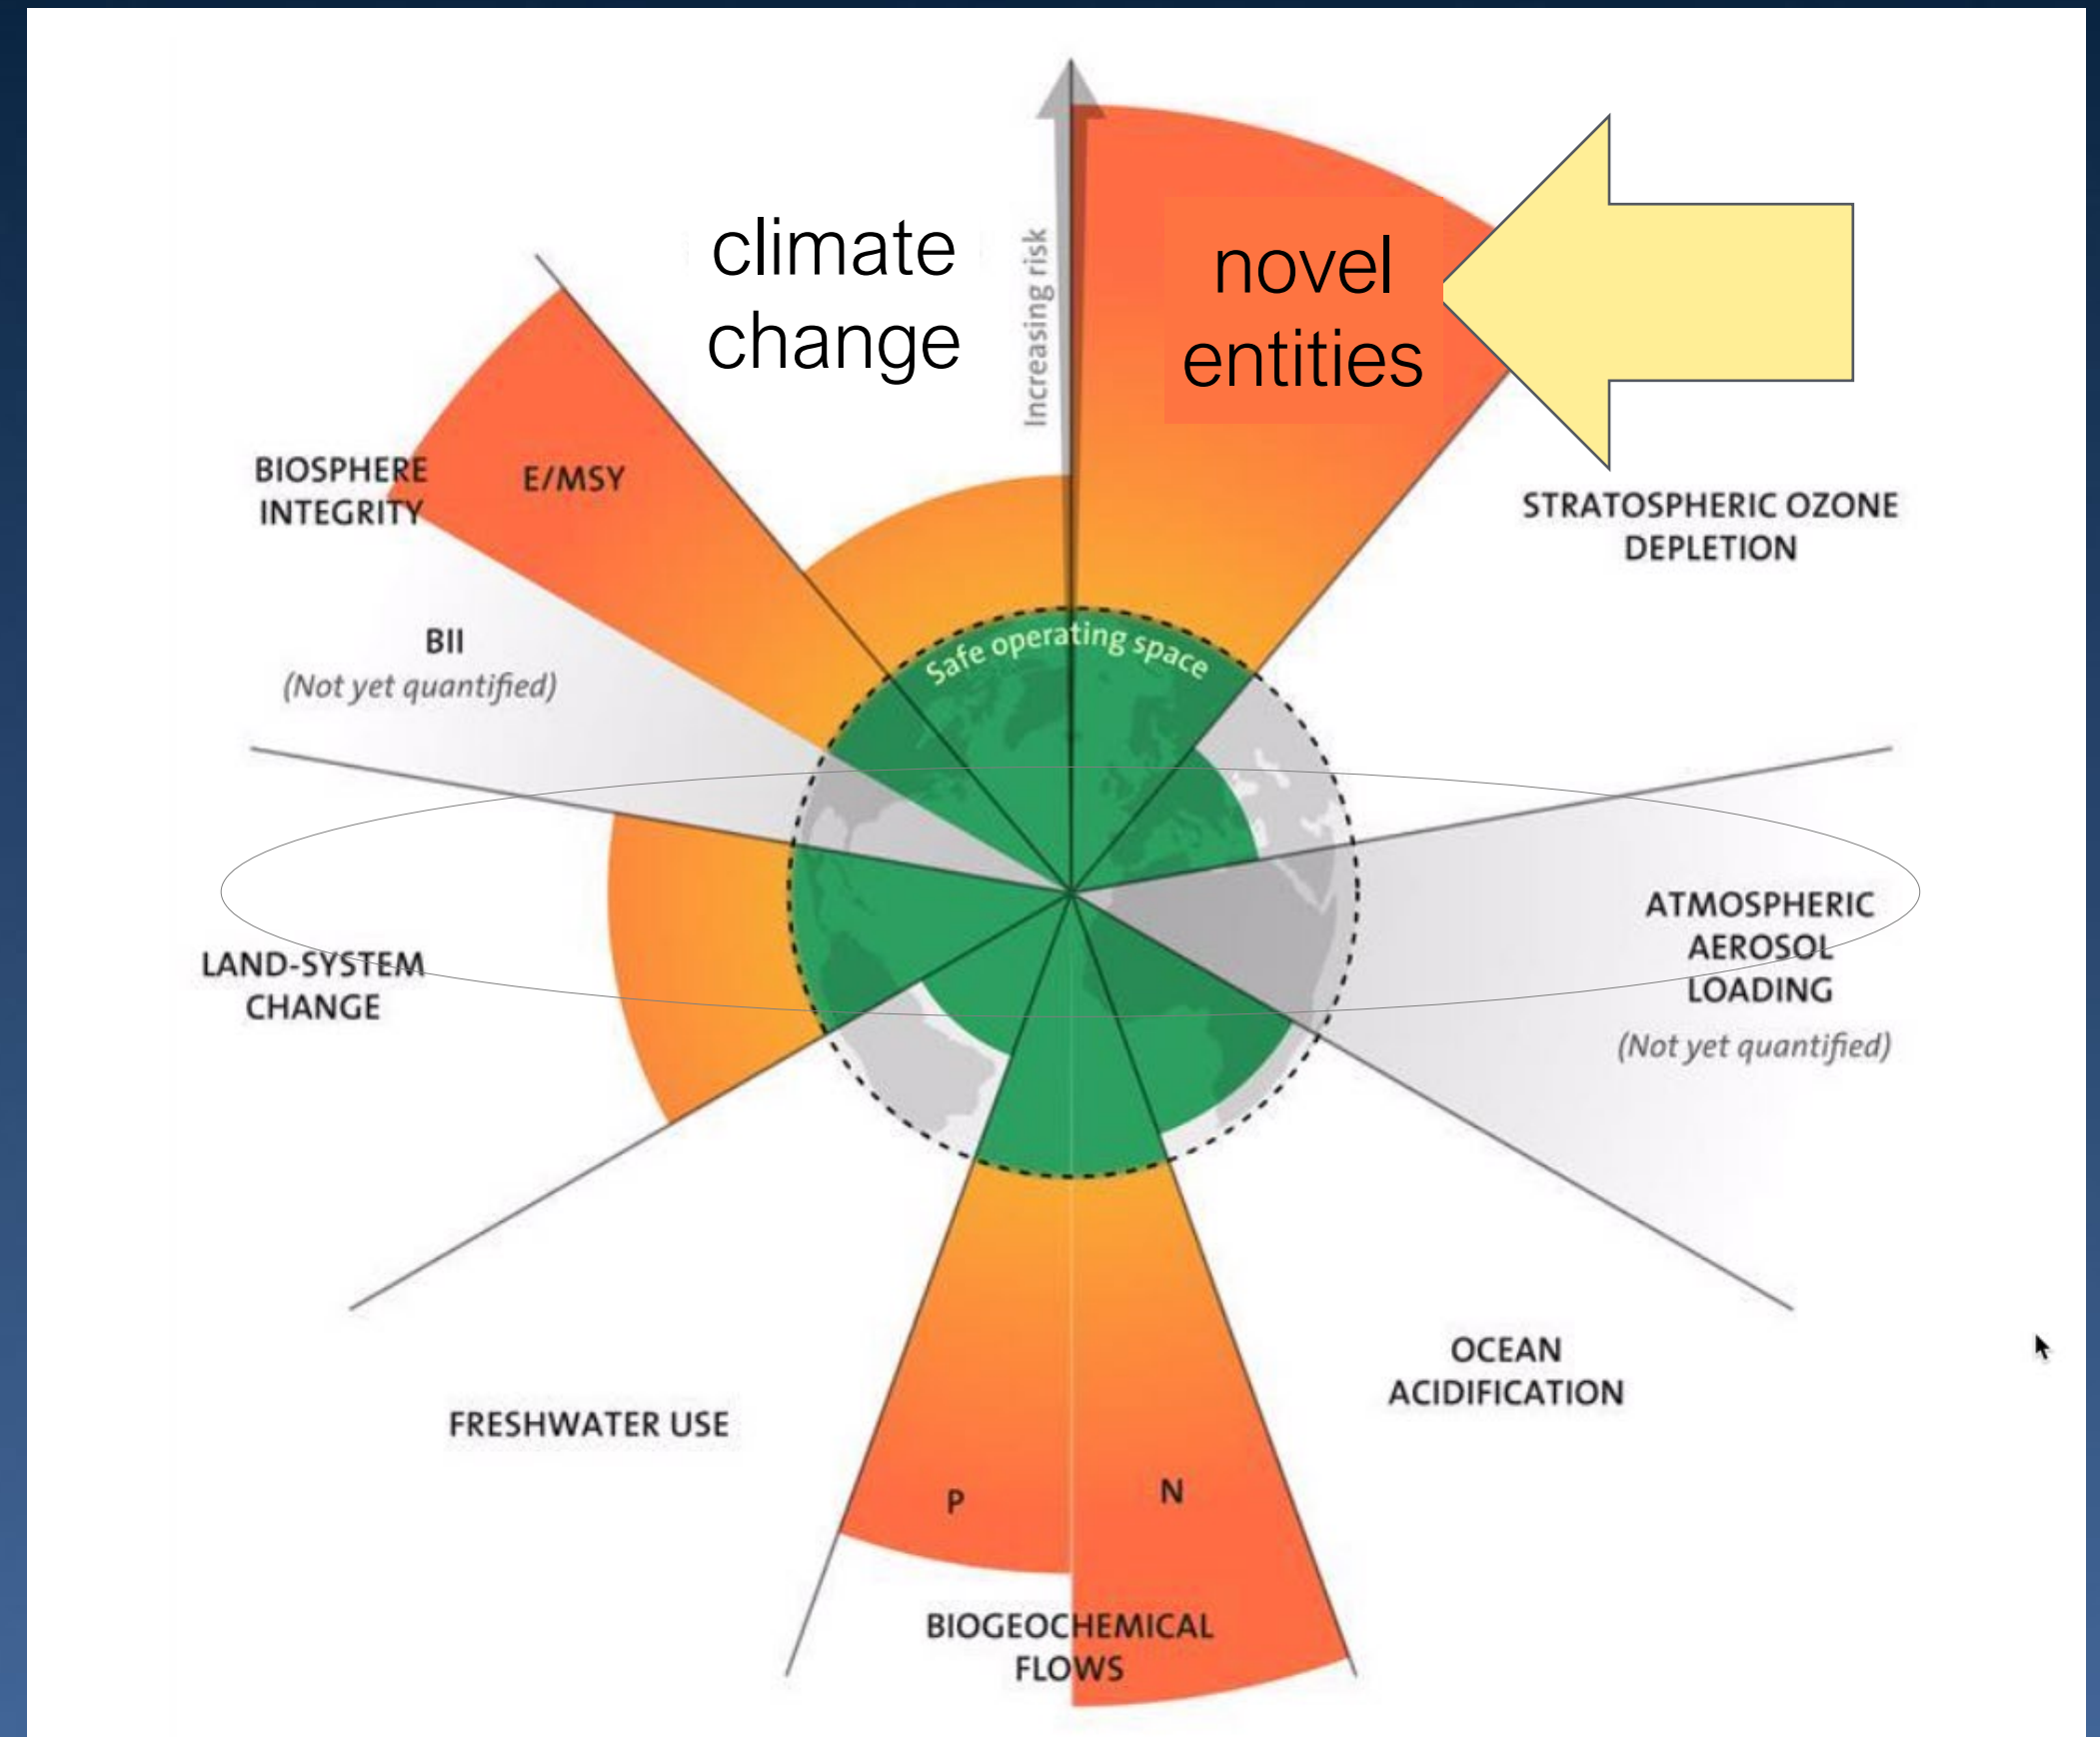 climate
change
Increasing risk
novel
entities
BIOSPHERE
INTEGRITY
E/MSY
STRATOSPHERIC OZONE
DEPLETION
BII
(Not yet quantified)
Safe operating space
ATMOSPHERIC
AEROSOL
LOADING
(Not yet quantified)
LAND-SYSTEM
CHANGE
OCEAN
ACIDIFICATION
FRESHWATER USE
P
N
BIOGEOCHEMICAL
FLOWS